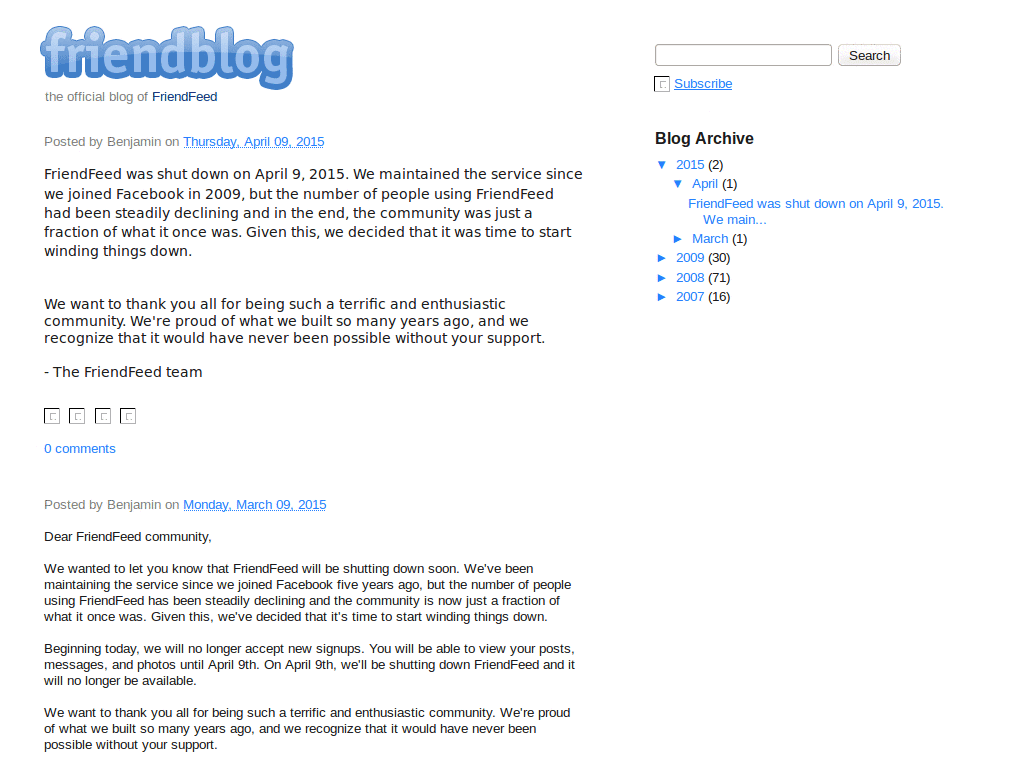 friendblog
the official blog of FriendFeed
Posted by Benjamin on Thursday, April 09, 2015
FriendFeed was shut down on April 9, 2015. We maintained the service since
we joined Facebook in 2009, but the number of people using FriendFeed
had been steadily declining and in the end, the community was just a
fraction of what it once was. Given this, we decided that it was time to start
winding things down.
We want to thank you all for being such a terrific and enthusiastic
community. We're proud of what we built so many years ago, and we
recognize that it would have never been possible without your support.
- The FriendFeed team
0 comments
Posted by Benjamin on Monday, March 09, 2015
Dear FriendFeed community,
We wanted to let you know that FriendFeed will be shutting down soon. We've been
maintaining the service since we joined Facebook five years ago, but the number of people
using FriendFeed has been steadily declining and the community is now just a fraction of
what it once was. Given this, we've decided that it's time to start winding things down.
Beginning today, we will no longer accept new signups. You will be able to view your posts,
messages, and photos until April 9th. On April 9th, we'll be shutting down FriendFeed and it
will no longer be available.
We want to thank you all for being such a terrific and enthusiastic community. We're proud
of what we built so many years ago, and we recognize that it would have never been
possible without your support.
Search
Subscribe
Blog Archive
▼ 2015 (2)
▼ April (1)
FriendFeed was shut down on April 9, 2015.
We main...
► March (1)
► 2009 (30)
► 2008 (71)
► 2007 (16)